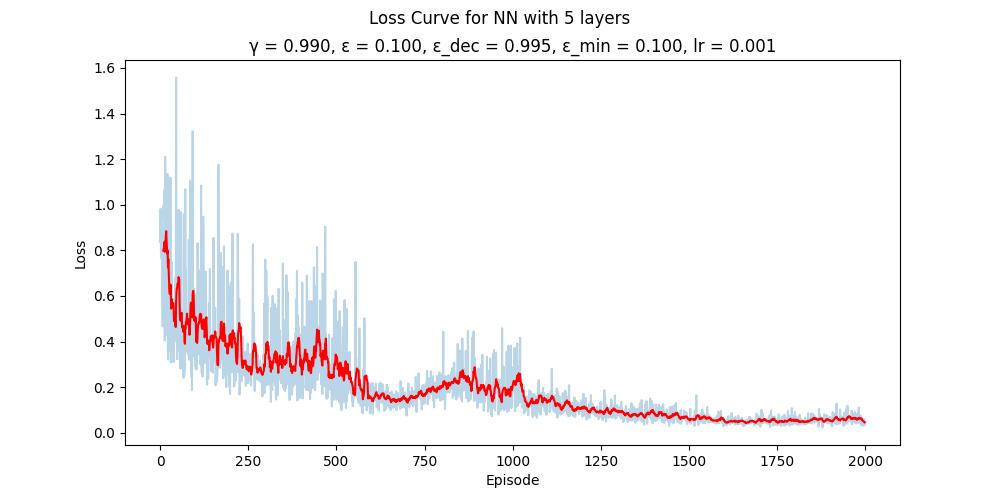 Loss Curve for NN with 5 layers
γ = 0.990, ε = 0.100, ε_dec = 0.995, ε_min = 0.100, lr = 0.001
1.6
1.4
1.2
1.0
0.8
0.6
0.4
0.2
0.0
Loss
0 250 500 750 1000 1250 1500 1750 2000
Episode